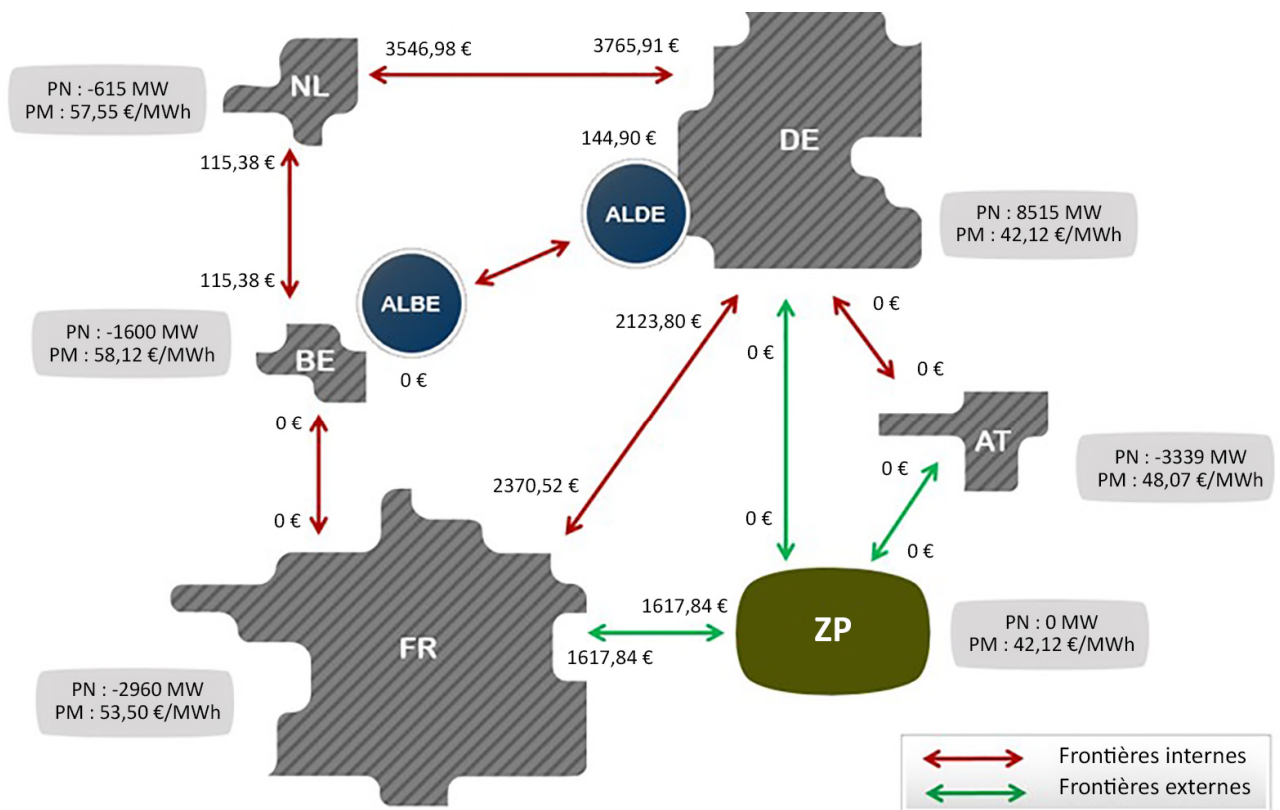 3546,98 €
3765,91 €
NL
PN : -615 MW
PM : 57,55 €/MWh
DE
144,90 €
115,38 €
ALDE
PN : 8515 MW
PM : 42,12 €/MWh
115,38 €
ALBE
0 €
2123,80 €
PN : -1600 MW
PM : 58,12 €/MWh
BE
0 €
0 €
0 €
0 €
AT
PN : -3339 MW
PM : 48,07 €/MWh
0 €
2370,52 €
0 €
0 €
0 €
1617,84 €
ZP
PN : 0 MW
PM : 42,12 €/MWh
FR
1617,84 €
PN : -2960 MW
PM : 53,50 €/MWh
Frontières internes
Frontières externes